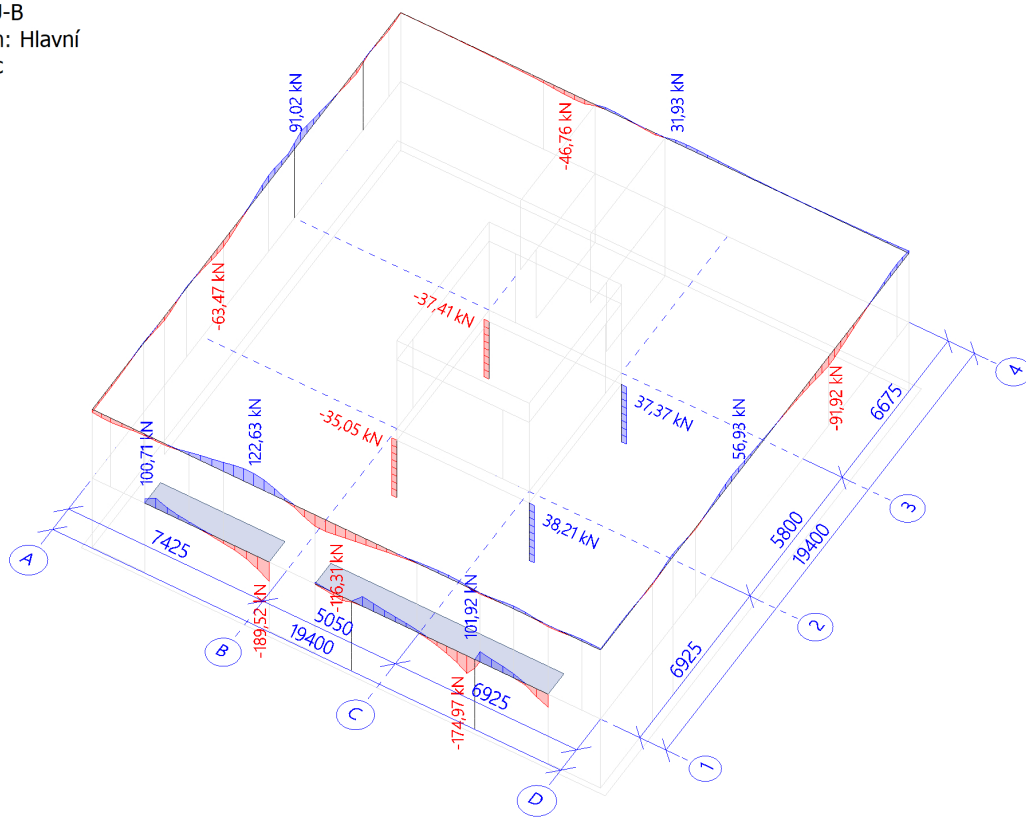 J-B
n: Hlavní
c
91,02 kN
-46,76 kN
31,93 kN
-63,47 kN
-37,41 kN
-35,05 kN
37,37 kN
56,93 kN
-91,92 kN
6675
4
100,71 kN
122,63 kN
38,21 kN
3
5800
19400
7425
2
A
-189,52 kN
-116,31 kN
5050
19400
101,92 kN
6925
B
C
-174,97 kN
6925
1
D